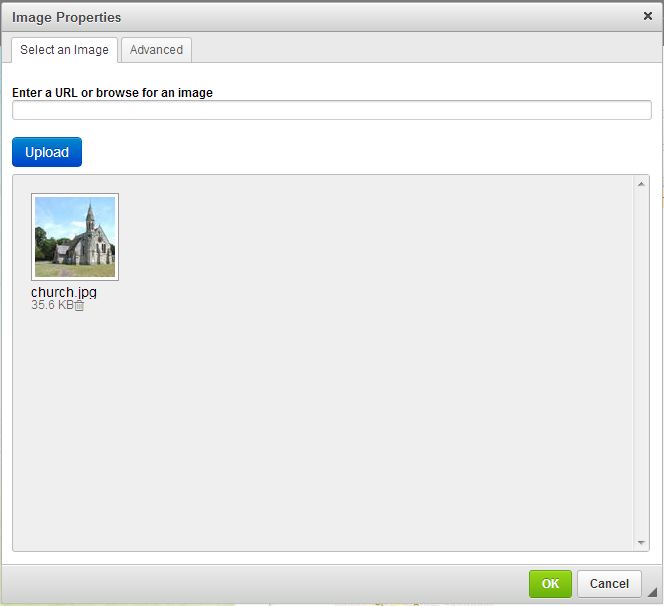 Image Properties
Select an Image
Advanced
Enter a URL or browse for an image
Upload
church.jpg
35.6 KB
OK
Cancel